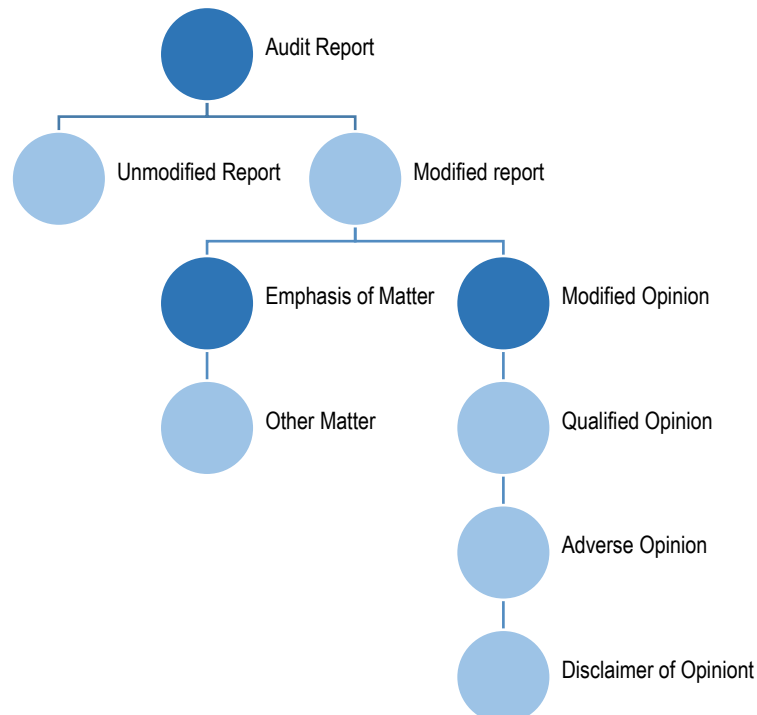 Audit Report
Unmodified Report
Modified report
Emphasis of Matter
Modified Opinion
Other Matter
Qualified Opinion
Adverse Opinion
Disclaimer of Opiniont